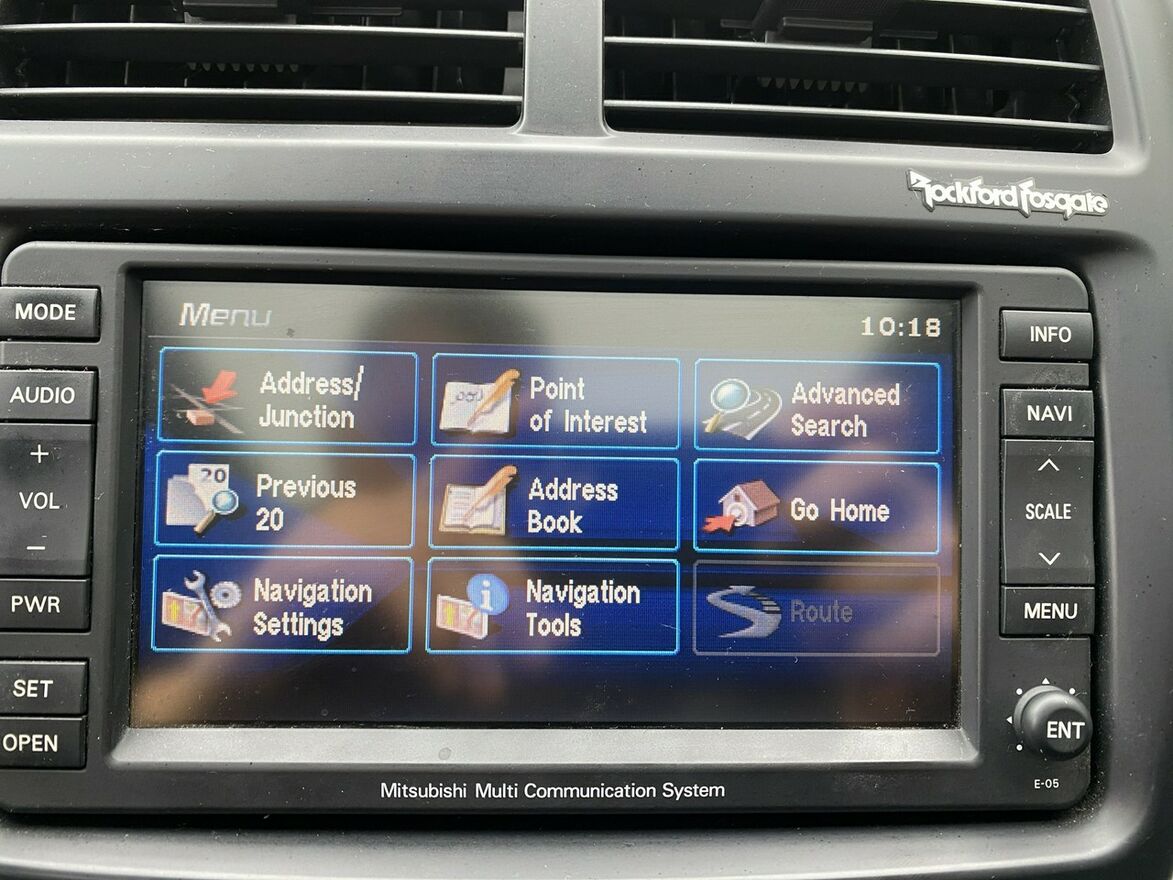 Rockford Fosgate
MODE
AUDIO
+
VOL
−
PWR
SET
OPEN
Menu
10:18
Address/
Junction
Point
of Interest
Advanced
Search
20
Previous
20
Address
Book
Go Home
Navigation
Settings
i
Navigation
Tools
Route
INFO
NAVI
SCALE
MENU
ENT
E-05
Mitsubishi Multi Communication System